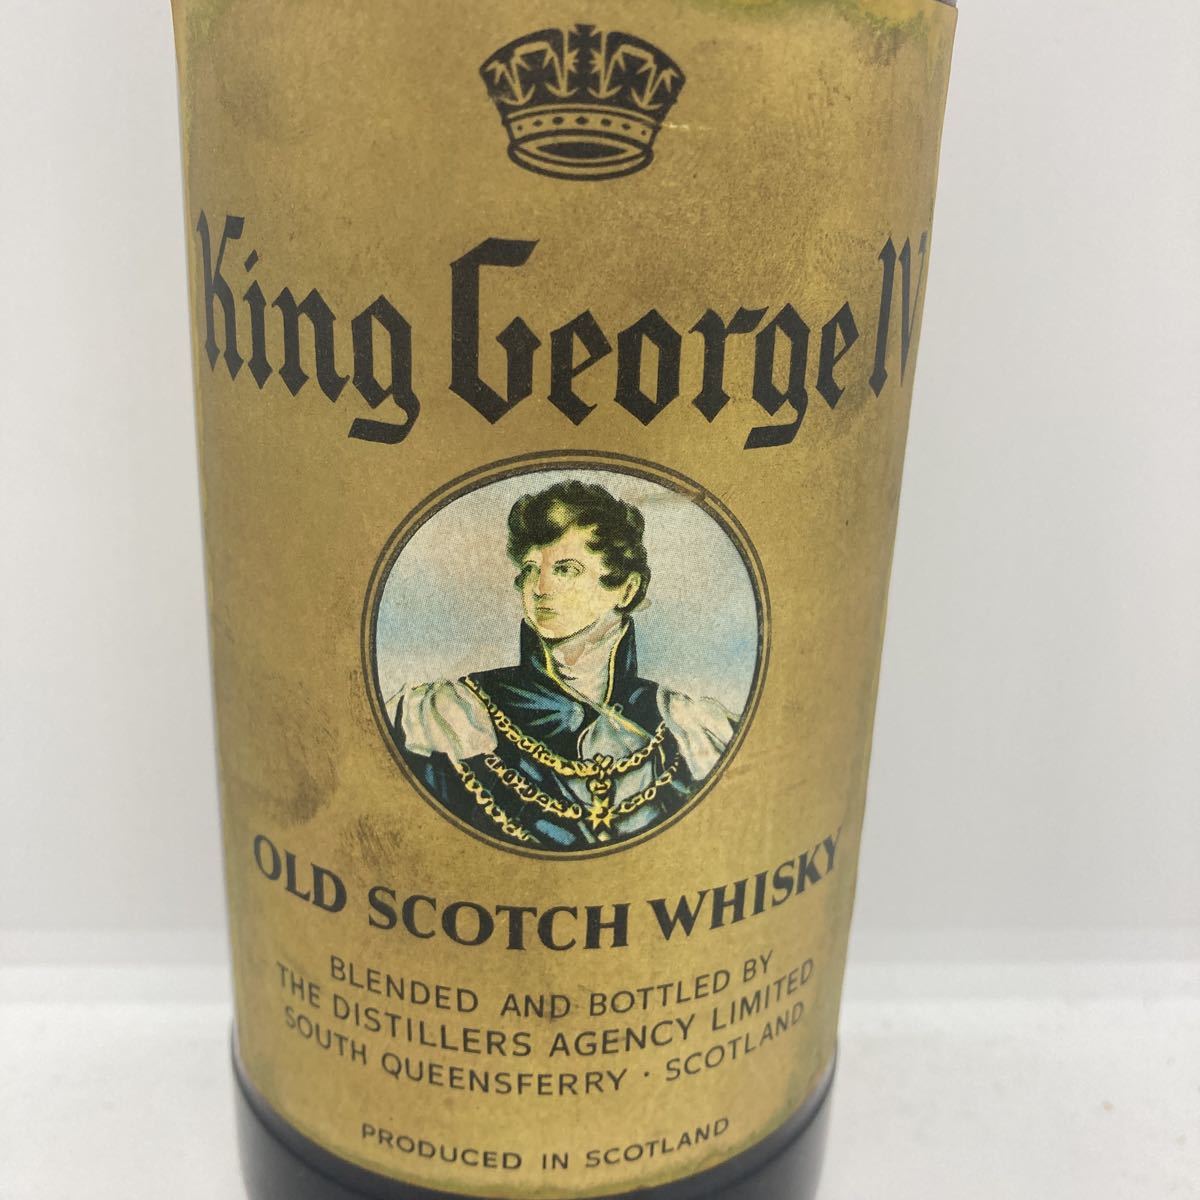 King George IV
OLD SCOTCH WHISKY
BLENDED AND BOTTLED BY
THE DISTILLERS AGENCY LIMITED
SOUTH QUEENSFERRY · SCOTLAND
PRODUCED IN SCOTLAND